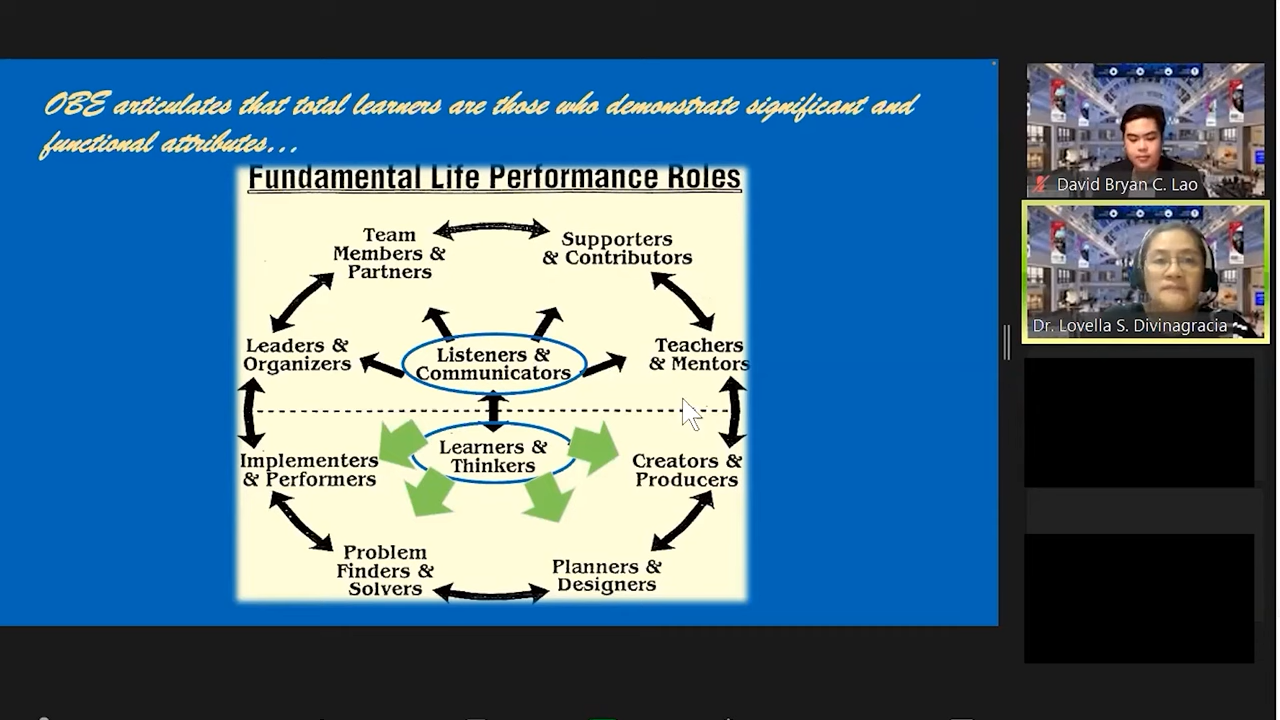 OBE articulates that total learners are those who demonstrate significant and
functional attributes...
Fundamental Life Performance Roles
Team
Members &
Partners
Supporters
& Contributors
Leaders &
Organizers
Listeners &
Communicators
Teachers
& Mentors
Implementers
& Performers
Learners &
Thinkers
Creators &
Producers
Problem
Finders &
Solvers
Planners &
Designers
David Bryan C. Lao
Dr. Lovella S. Divinagracia